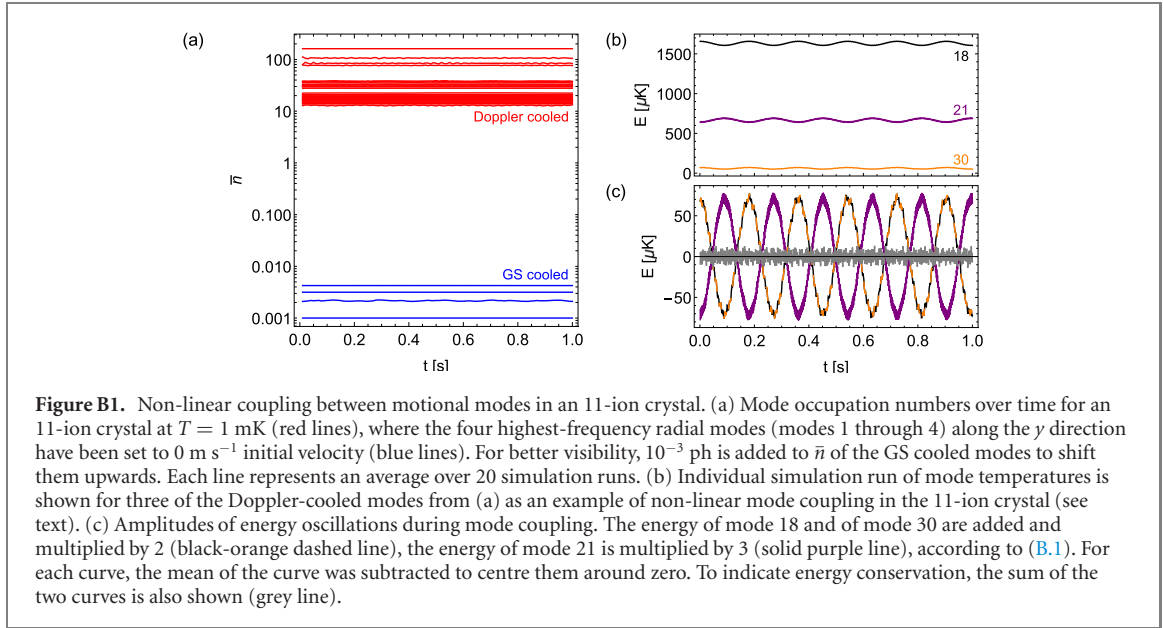 (a)
100
10
1
0.100
0.010
0.001
n̅
Doppler cooled
GS cooled
0.0 0.2 0.4 0.6 0.8 1.0
t [s]
(b)
1500
1000
500
0
E [μK]
18
21
30
(c)
50
0
−50
E [μK]
0.0 0.2 0.4 0.6 0.8 1.0
t [s]
Figure B1. Non-linear coupling between motional modes in an 11-ion crystal. (a) Mode occupation numbers over time for an
11-ion crystal at T = 1 mK (red lines), where the four highest-frequency radial modes (modes 1 through 4) along the y direction
have been set to 0 m s⁻¹ initial velocity (blue lines). For better visibility, 10⁻³ ph is added to n̅ of the GS cooled modes to shift
them upwards. Each line represents an average over 20 simulation runs. (b) Individual simulation run of mode temperatures is
shown for three of the Doppler-cooled modes from (a) as an example of non-linear mode coupling in the 11-ion crystal (see
text). (c) Amplitudes of energy oscillations during mode coupling. The energy of mode 18 and of mode 30 are added and
multiplied by 2 (black-orange dashed line), the energy of mode 21 is multiplied by 3 (solid purple line), according to (B.1). For
each curve, the mean of the curve was subtracted to centre them around zero. To indicate energy conservation, the sum of the
two curves is also shown (grey line).